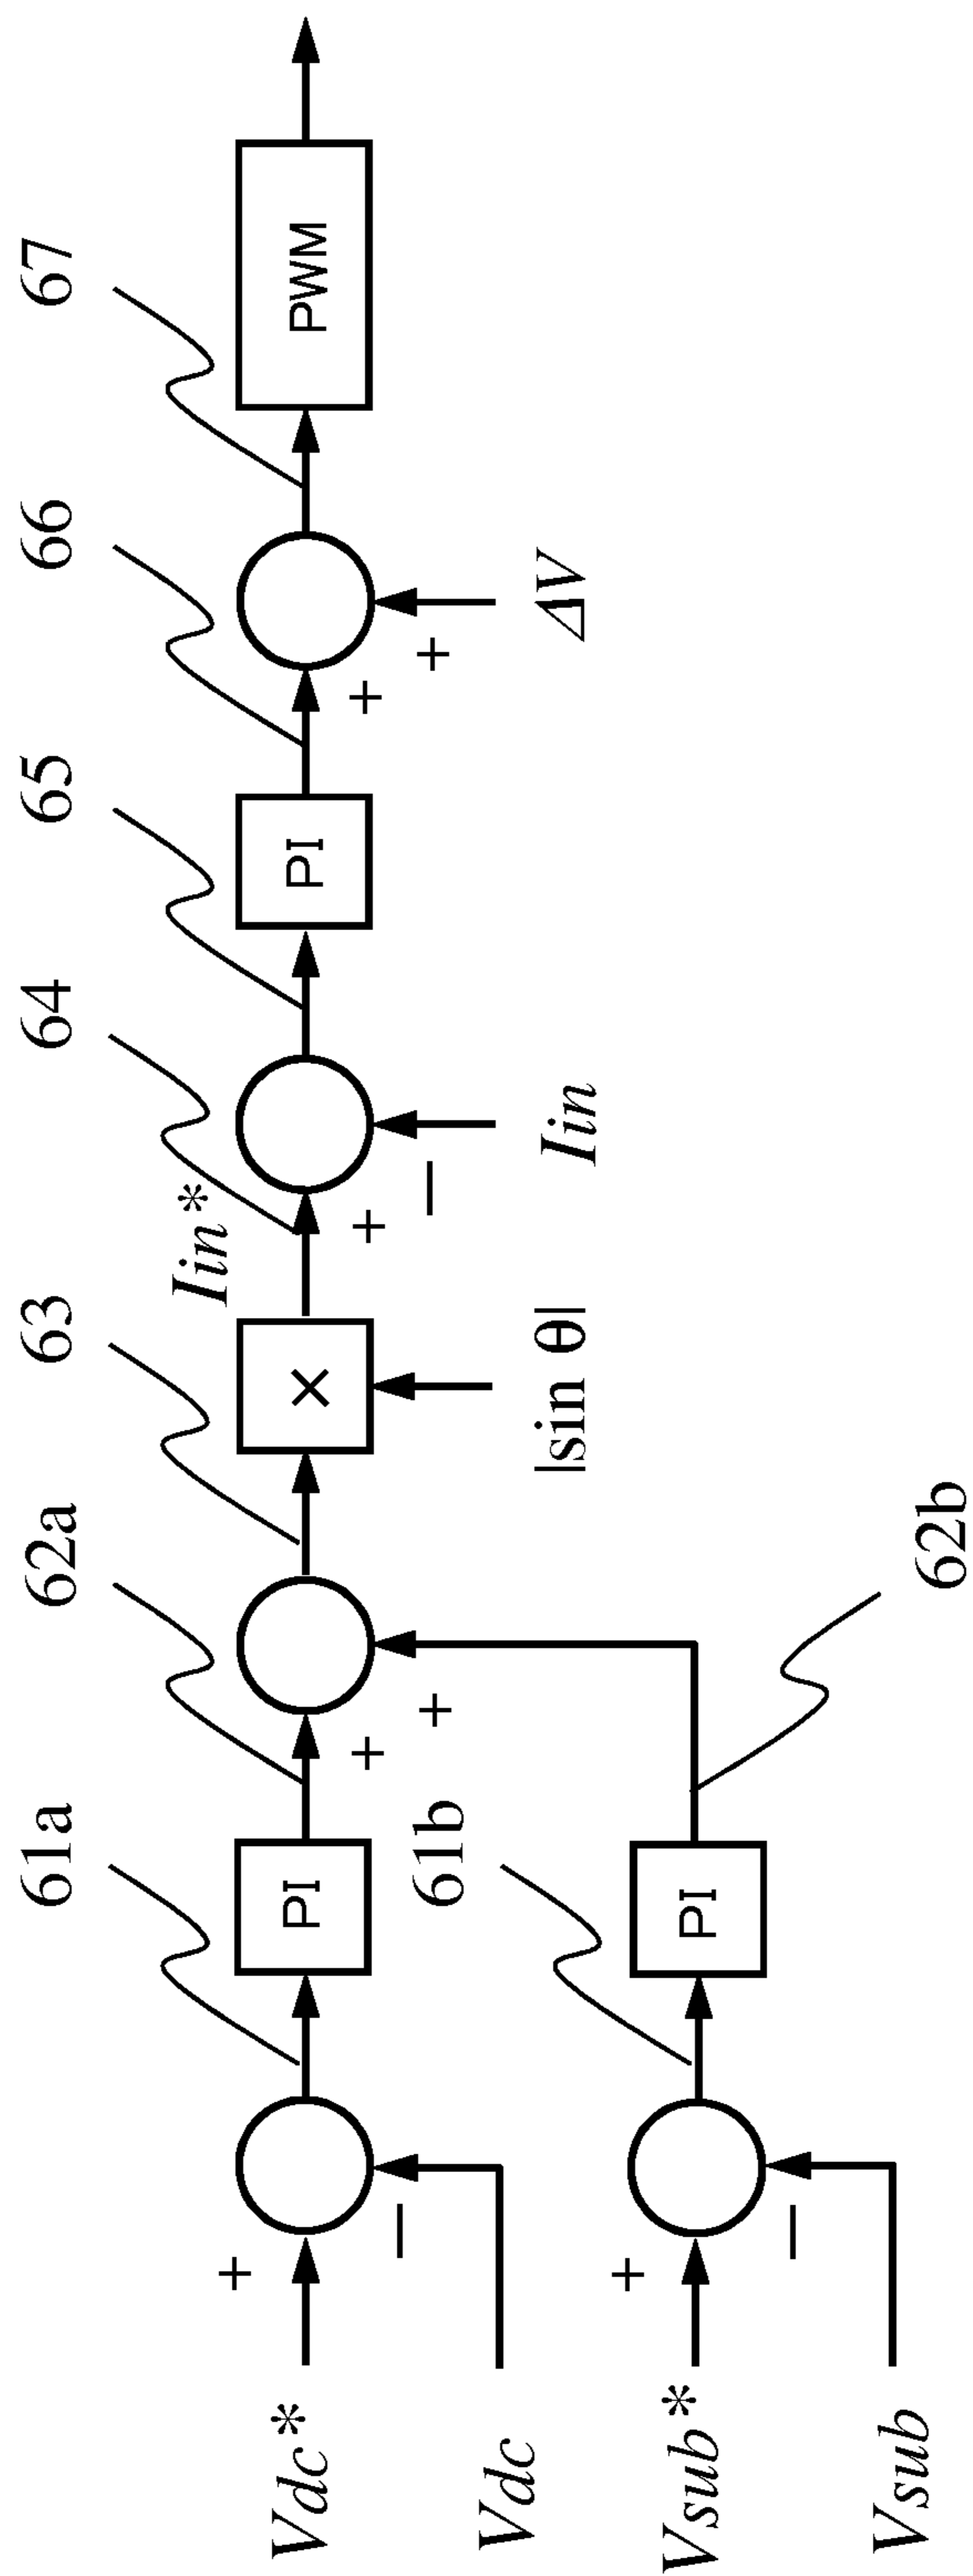 61a
62a
63
64
65
66
67
Iin*
Vdc*
+
PI
+
×
+
PI
+
PWM
−
+
−
+
Vdc
61b
|sin θ|
Iin
ΔV
Vsub*
+
PI
−
Vsub
62b